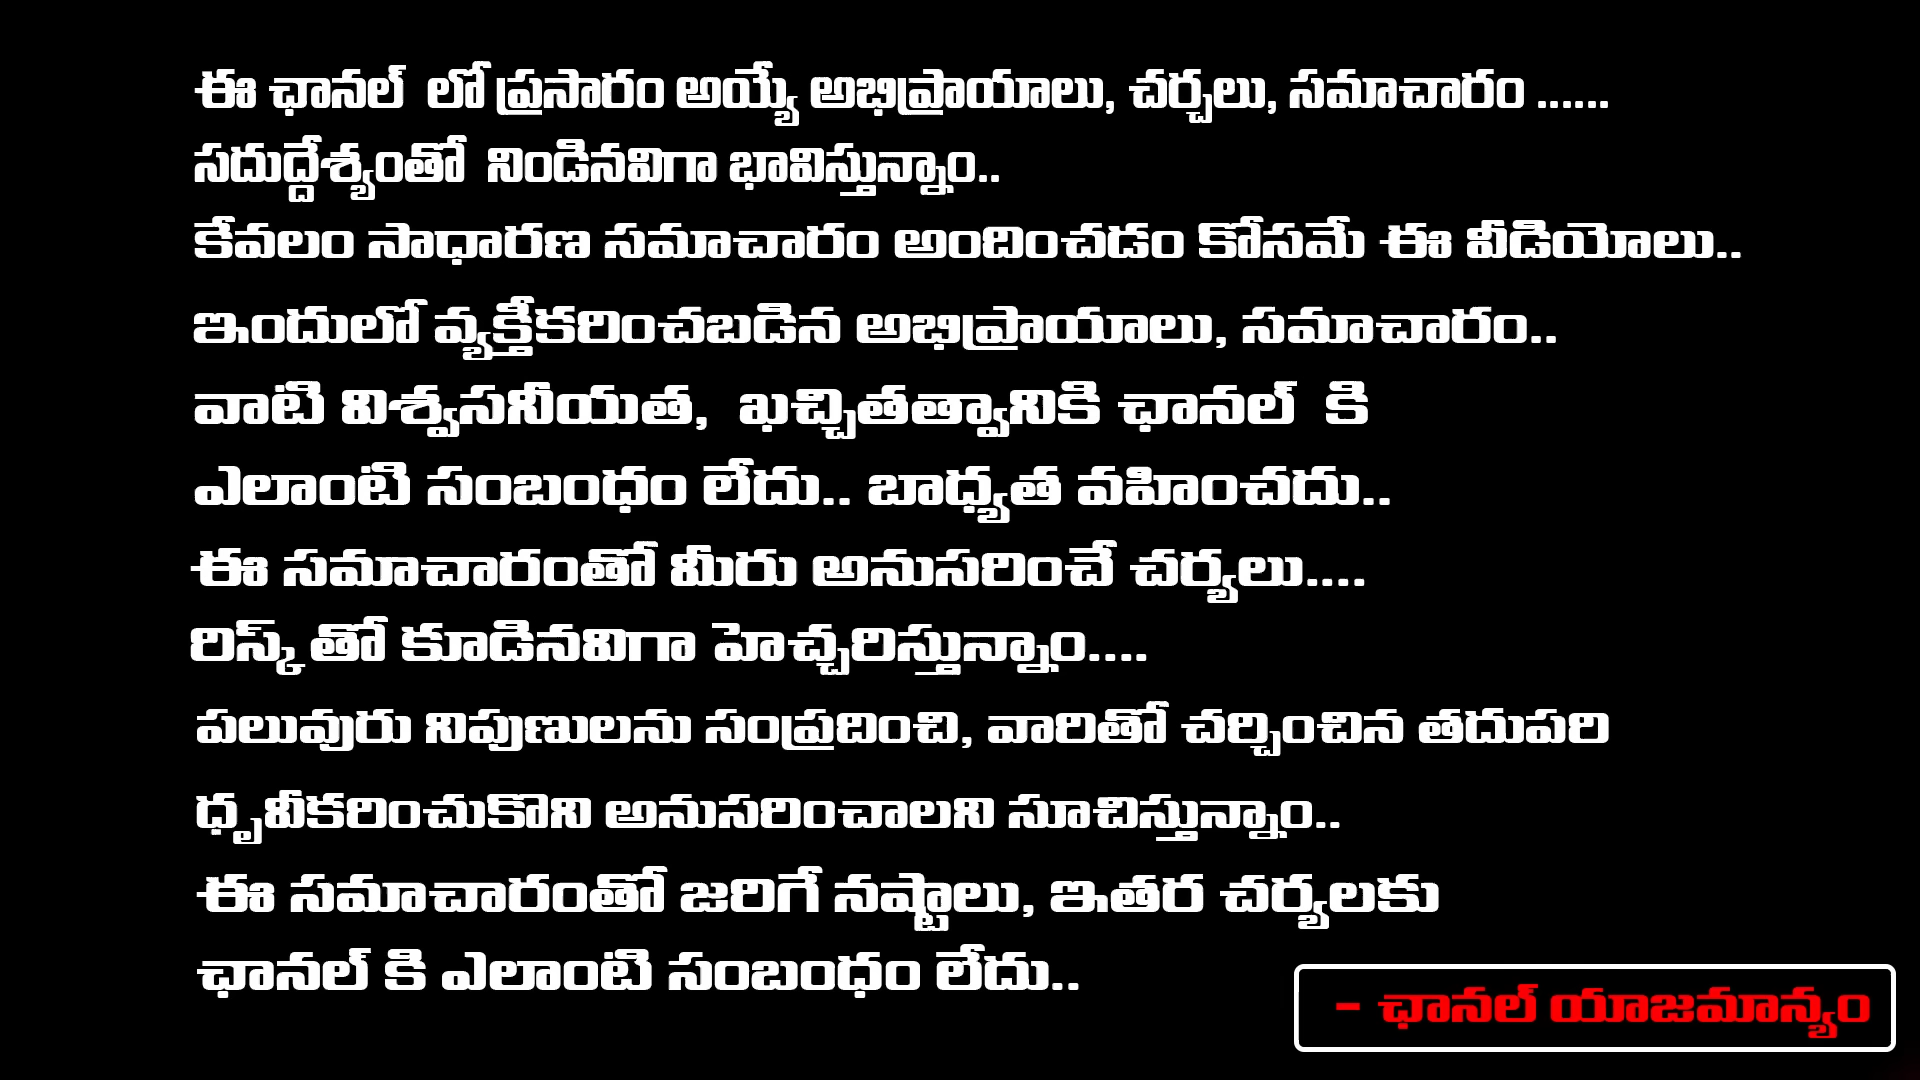 ఈ ఛానల్ లో ప్రసారం అయ్యే అభిప్రాయాలు, చర్చలు, సమాచారం ......
సదుద్దేశ్యంతో నిండినవిగా భావిస్తున్నాం..
కేవలం సాధారణ సమాచారం అందించడం కోసమే ఈ వీడియోలు..
ఇందులో వ్యక్తీకరించబడిన అభిప్రాయాలు, సమాచారం..
వాటి విశ్వసనీయత, ఖచ్చితత్వానికి ఛానల్ కి
ఎలాంటి సంబంధం లేదు.. బాధ్యత వహించదు..
ఈ సమాచారంతో మీరు అనుసరించే చర్యలు....
రిస్క్ తో కూడినవిగా హెచ్చరిస్తున్నాం....
పలువురు నిపుణులను సంప్రదించి, వారితో చర్చించిన తదుపరి
ధృవీకరించుకొని అనుసరించాలని సూచిస్తున్నాం..
ఈ సమాచారంతో జరిగే నష్టాలు, ఇతర చర్యలకు
ఛానల్ కి ఎలాంటి సంబంధం లేదు..
- ఛానల్ యాజమాన్యం